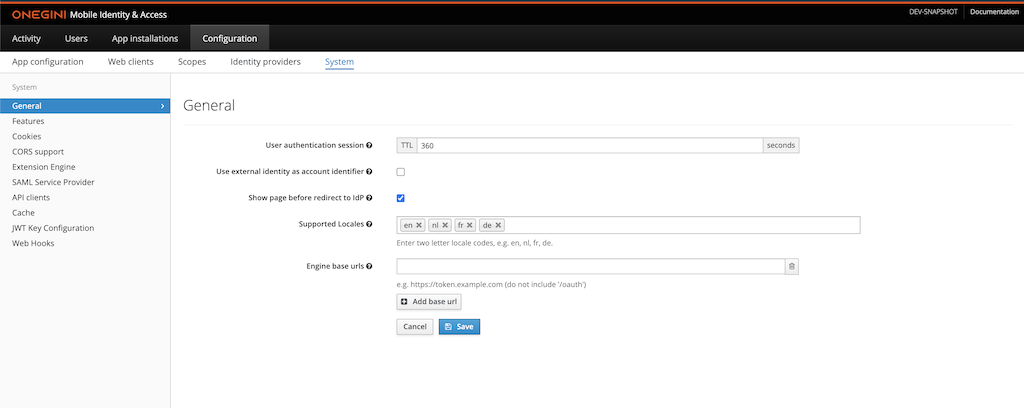 ONEGINI Mobile Identity & Access
DEV-SNAPSHOT Documentation
Activity Users App installations Configuration
App configuration Web clients Scopes Identity providers System
System
General
Features
Cookies
CORS support
Extension Engine
SAML Service Provider
API clients
Cache
JWT Key Configuration
Web Hooks
General
User authentication session TTL 360 seconds
Use external identity as account identifier
Show page before redirect to IdP
Supported Locales en nl fr de
Enter two letter locale codes, e.g. en, nl, fr, de.
Engine base urls
e.g. https://token.example.com (do not include '/oauth')
Add base url
Cancel Save